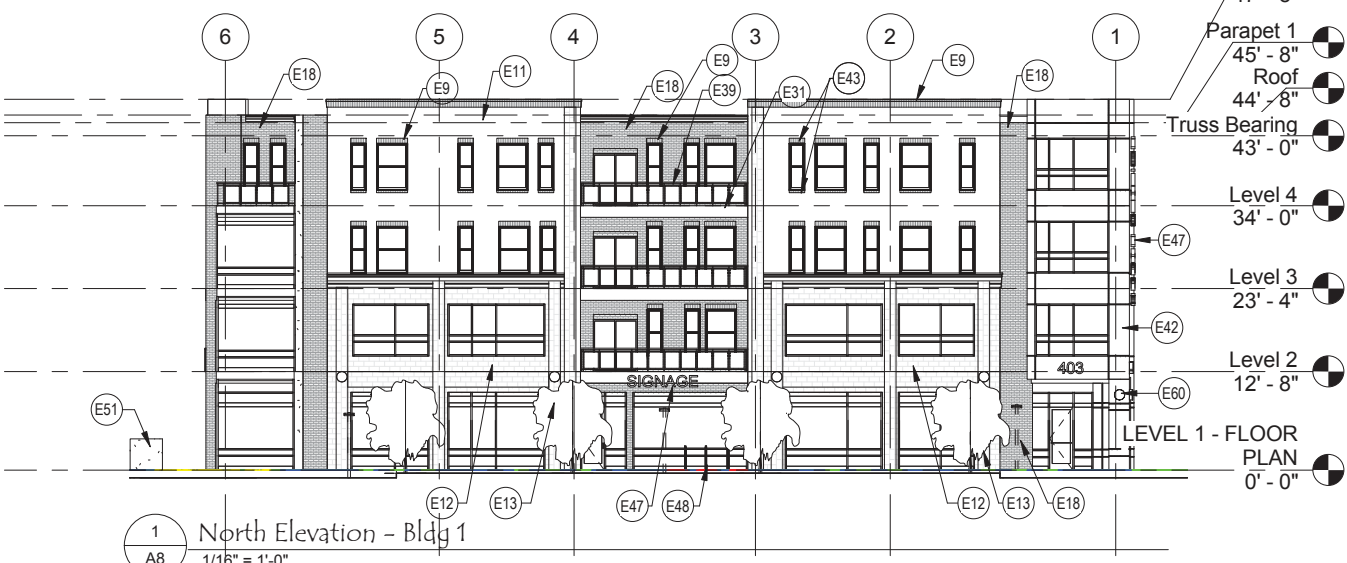 6
5
4
3
2
1
Parapet 1
45' - 8"
Roof
44' - 8"
Truss Bearing
43' - 0"
Level 4
34' - 0"
Level 3
23' - 4"
Level 2
12' - 8"
LEVEL 1 - FLOOR
PLAN
0' - 0"
E18
E9
E11
E18
E9
E39
E31
E43
E9
E18
E47
E42
E60
E51
SIGNAGE
403
E12
E13
E47
E48
E12
E13
E18
1
A8
North Elevation - Bldg 1
1/16" = 1'-0"